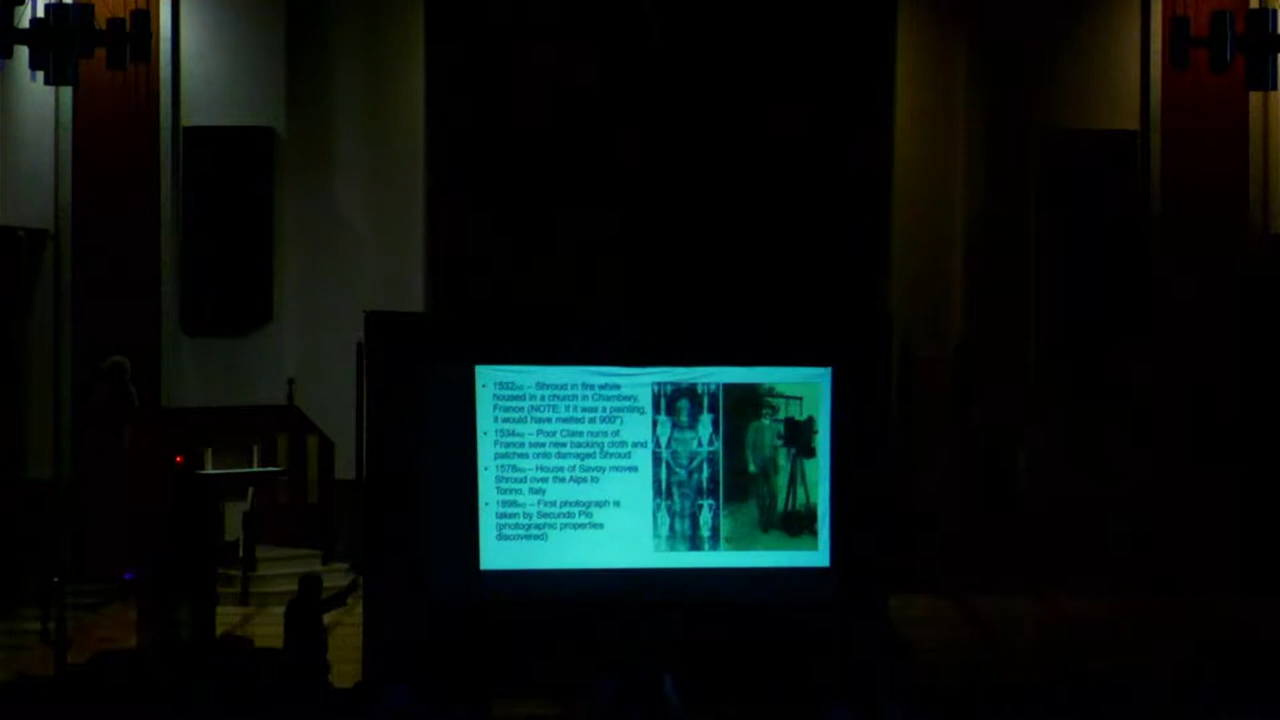 • 1532AD – Shroud in fire while
housed in a church in Chambery,
France (NOTE: If it was a painting,
it would have melted at 900°)
• 1534AD – Poor Clare nuns of
France sew new backing cloth and
patches onto damaged Shroud
• 1578AD – House of Savoy moves
Shroud over the Alps to
Torino, Italy
• 1898AD – First photograph is
taken by Secundo Pio
(photographic properties
discovered)